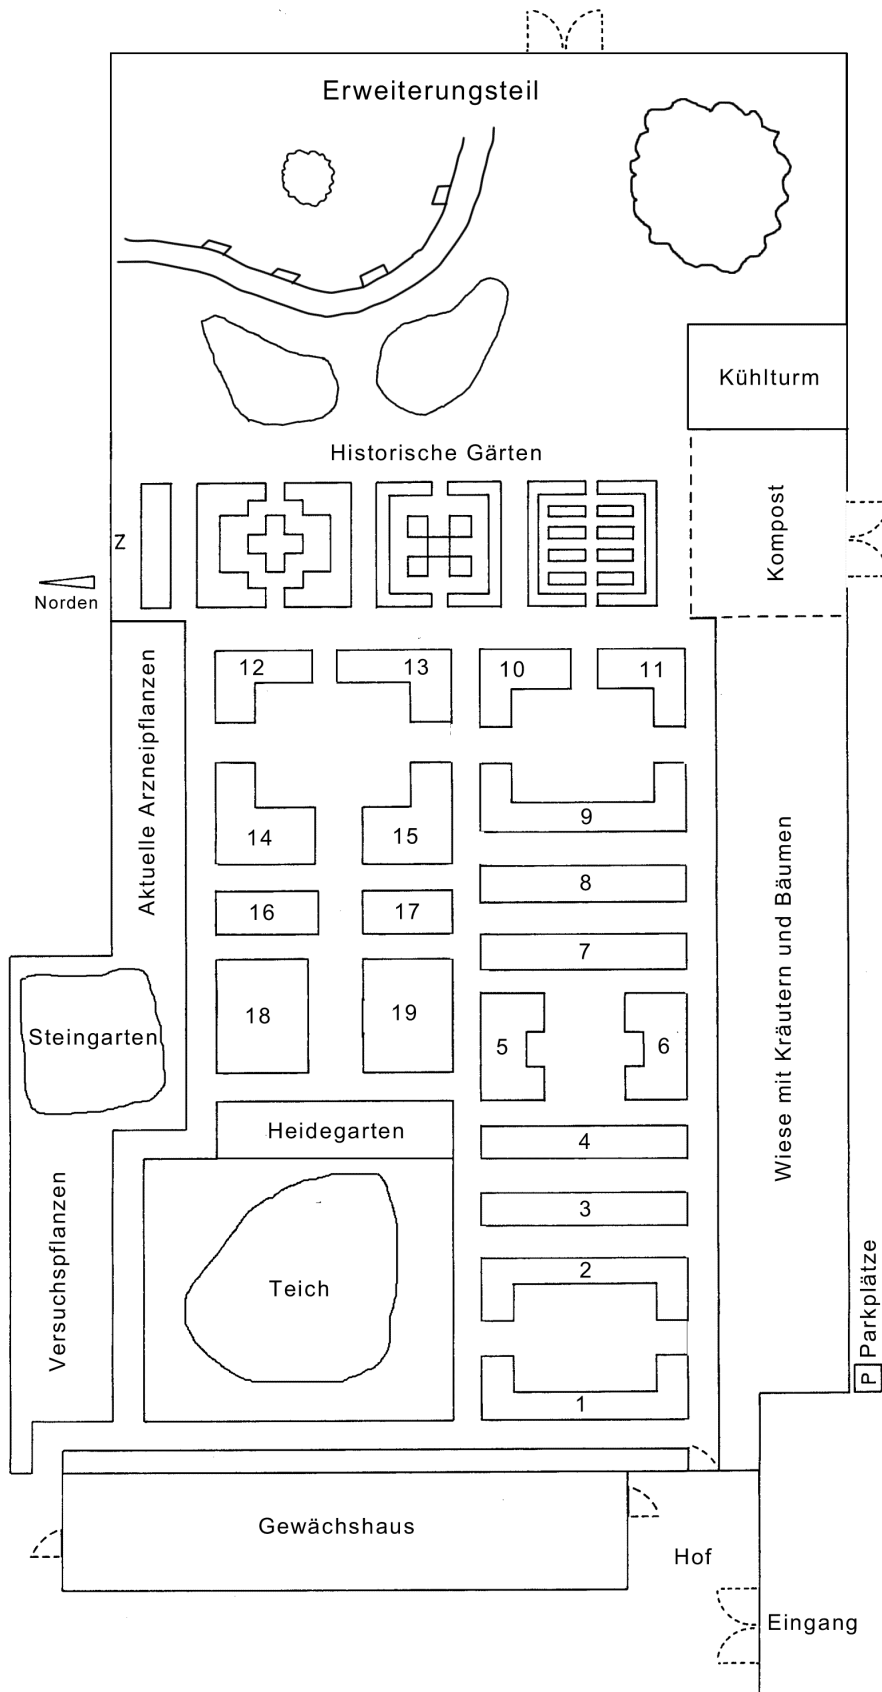 Erweiterungsteil
Kühlturm
Historische Gärten
Kompost
Z
Norden
12
13
10
11
Aktuelle Arzneipflanzen
14
15
9
8
16
17
7
Wiese mit Kräutern und Bäumen
Steingarten
18
19
5
6
Heidegarten
4
3
Versuchspflanzen
Teich
2
Parkplätze
P
1
Gewächshaus
Hof
Eingang